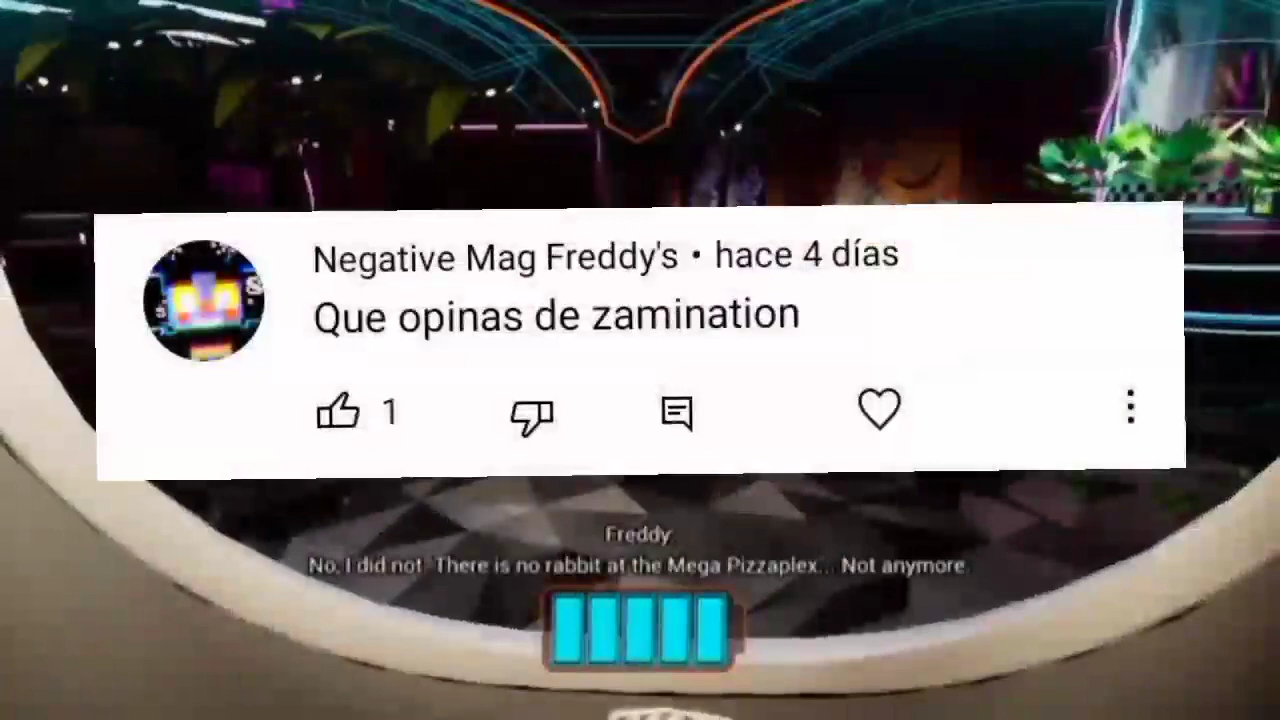 Negative Mag Freddy's • hace 4 días
Que opinas de zamination
1
Freddy
No, I did not. There is no rabbit at the Mega Pizzaplex... Not anymore.